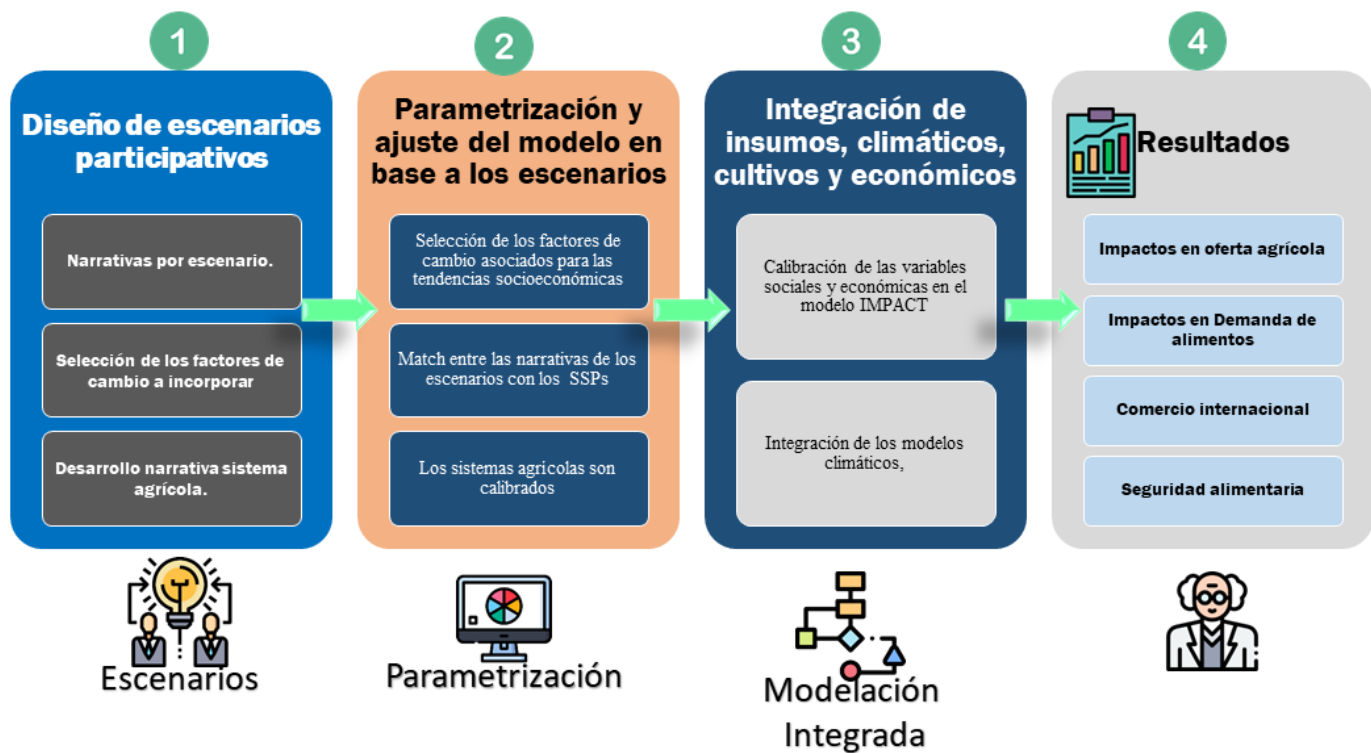 1
Diseño de escenarios
participativos
Narrativas por escenario.
Selección de los factores de
cambio a incorporar
Desarrollo narrativa sistema
agrícola.
Escenarios
2
Parametrización y
ajuste del modelo en
base a los escenarios
Selección de los factores de
cambio asociados para las
tendencias socioeconómicas
Match entre las narrativas de los
escenarios con los SSPs
Los sistemas agricolas son
calibrados
Parametrización
3
Integración de
insumos, climáticos,
cultivos y económicos
Calibración de las variables
sociales y económicas en el
modelo IMPACT
Integración de los modelos
climáticos,
Modelación
Integrada
4
Resultados
Impactos en oferta agrícola
Impactos en Demanda de
alimentos
Comercio internacional
Seguridad alimentaria